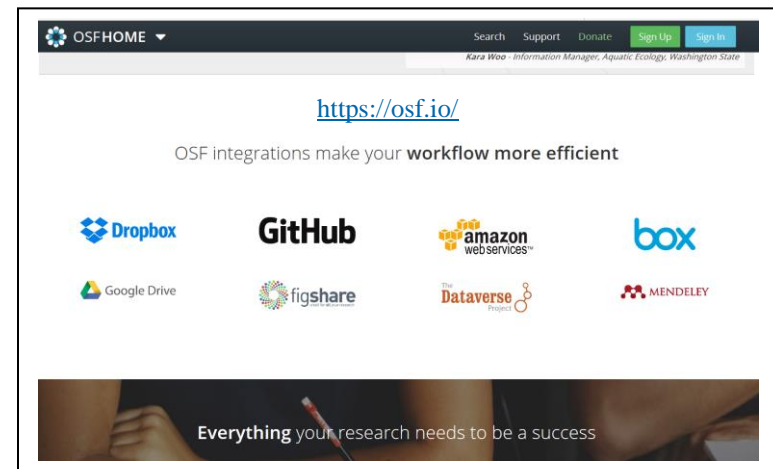 OSFHOME Search Support Donate Sign Up Sign In
Kara Woo - Information Manager, Aquatic Ecology, Washington State
https://osf.io/
OSF integrations make your workflow more efficient
Dropbox GitHub amazon webservices™ box
Google Drive figshare The Dataverse Project MENDELEY
Everything your research needs to be a success